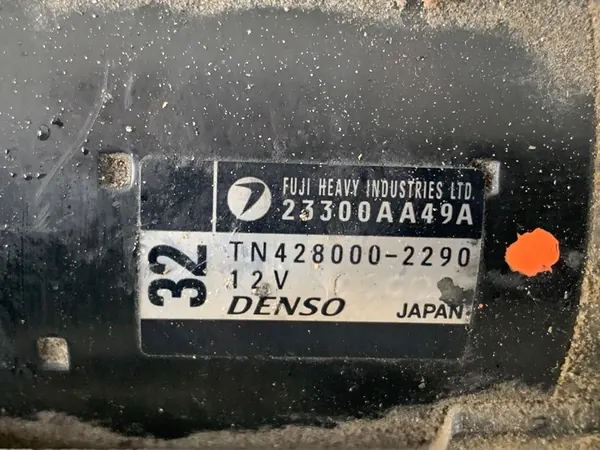 FUJI HEAVY INDUSTRIES LTD.
23300AA49A
32
TN428000-2290
12V
DENSO JAPAN